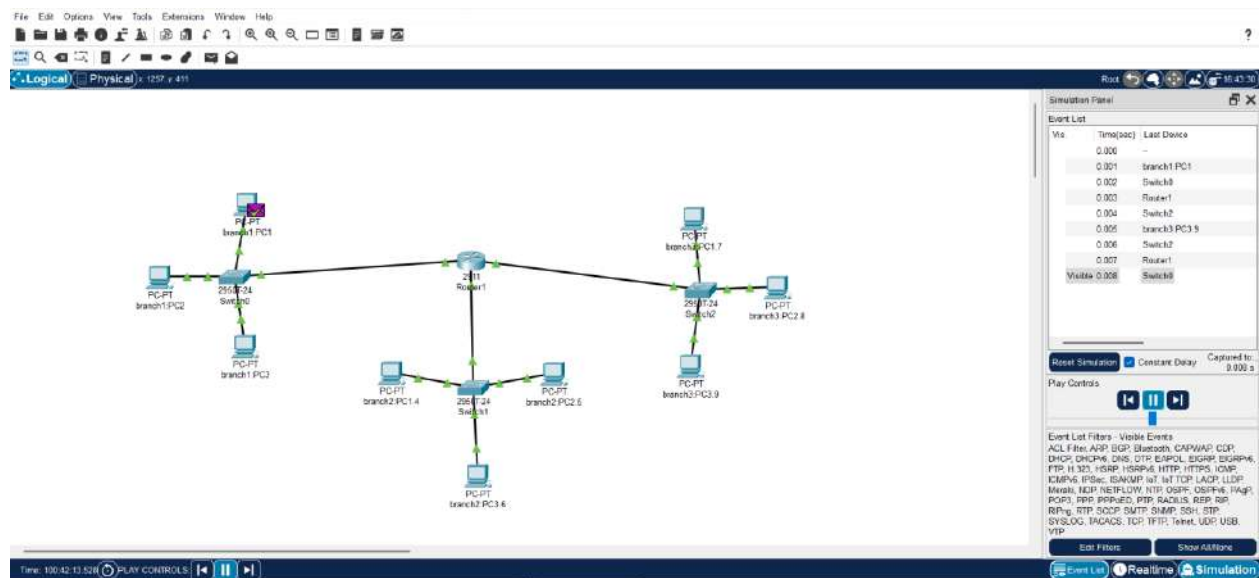 File Edit Options View Tools Extensions Window Help
?
Logical Physical x: 1257, y: 411
Root 16:43:30
Simulation Panel
Event List
Vis. Time(sec) Last Device
0.000 --
0.001 branch1:PC1
0.002 Switch0
0.003 Router1
0.004 Switch2
0.005 branch3:PC3.9
0.006 Switch2
0.007 Router1
Visible 0.008 Switch0
Reset Simulation Constant Delay Captured to:
0.008 s
Play Controls
Event List Filters - Visible Events
ACL Filter, ARP, BGP, Bluetooth, CAPWAP, CDP,
DHCP, DHCPv6, DNS, DTP, EAPOL, EIGRP, EIGRPv6,
FTP, H.323, HSRP, HSRPv6, HTTP, HTTPS, ICMP,
ICMPv6, IPSec, ISAKMP, IoT, IoT TCP, LACP, LLDP,
Meraki, NDP, NETFLOW, NTP, OSPF, OSPFv6, PAgP,
POP3, PPP, PPPoED, PTP, RADIUS, REP, RIP,
RIPng, RTP, SCCP, SMTP, SNMP, SSH, STP,
SYSLOG, TACACS, TCP, TFTP, Telnet, UDP, USB,
VTP
Edit Filters Show All/None
PC-PT
branch1:PC1
PC-PT
branch1:PC2
2950T-24
Switch0
PC-PT
branch1:PC3
2911
Router1
PC-PT
branch2:PC1.4
2950T-24
Switch1
PC-PT
branch2:PC2.5
PC-PT
branch2:PC3.6
PC-PT
branch3:PC1.7
2950T-24
Switch2
PC-PT
branch3:PC2.8
PC-PT
branch3:PC3.9
Time: 100:42:13.528 PLAY CONTROLS:
Event List Realtime Simulation